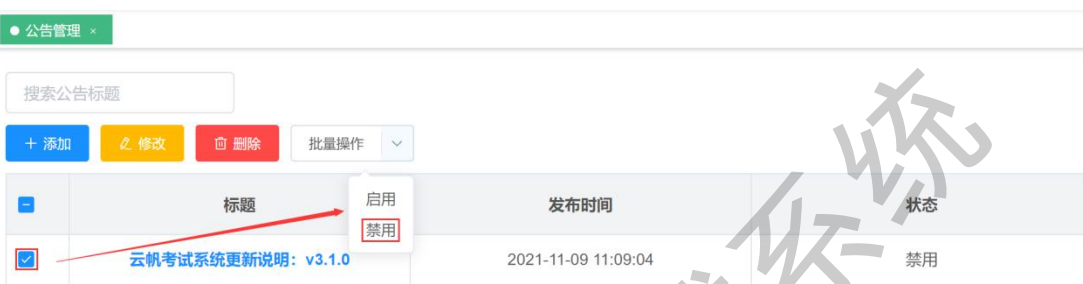 公告管理 ×
搜索公告标题
+ 添加 修改 删除 批量操作
标题 发布时间 状态
启用
禁用
云帆考试系统更新说明：v3.1.0 2021-11-09 11:09:04 禁用
系统